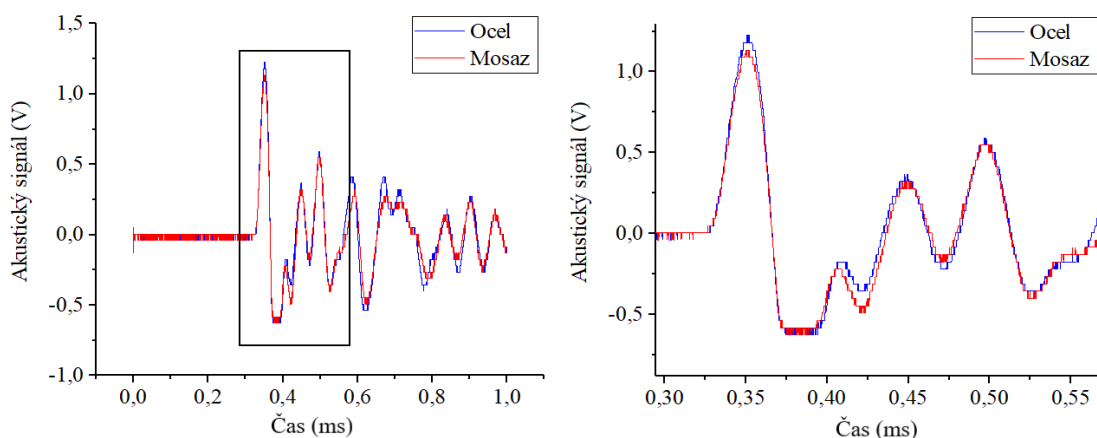 1,5
1,0
0,5
0,0
-0,5
-1,0
Akustický signál (V)
0,0 0,2 0,4 0,6 0,8 1,0
Čas (ms)
Ocel
Mosaz
1,0
0,5
0,0
-0,5
Akustický signál (V)
0,30 0,35 0,40 0,45 0,50 0,55
Čas (ms)
Ocel
Mosaz